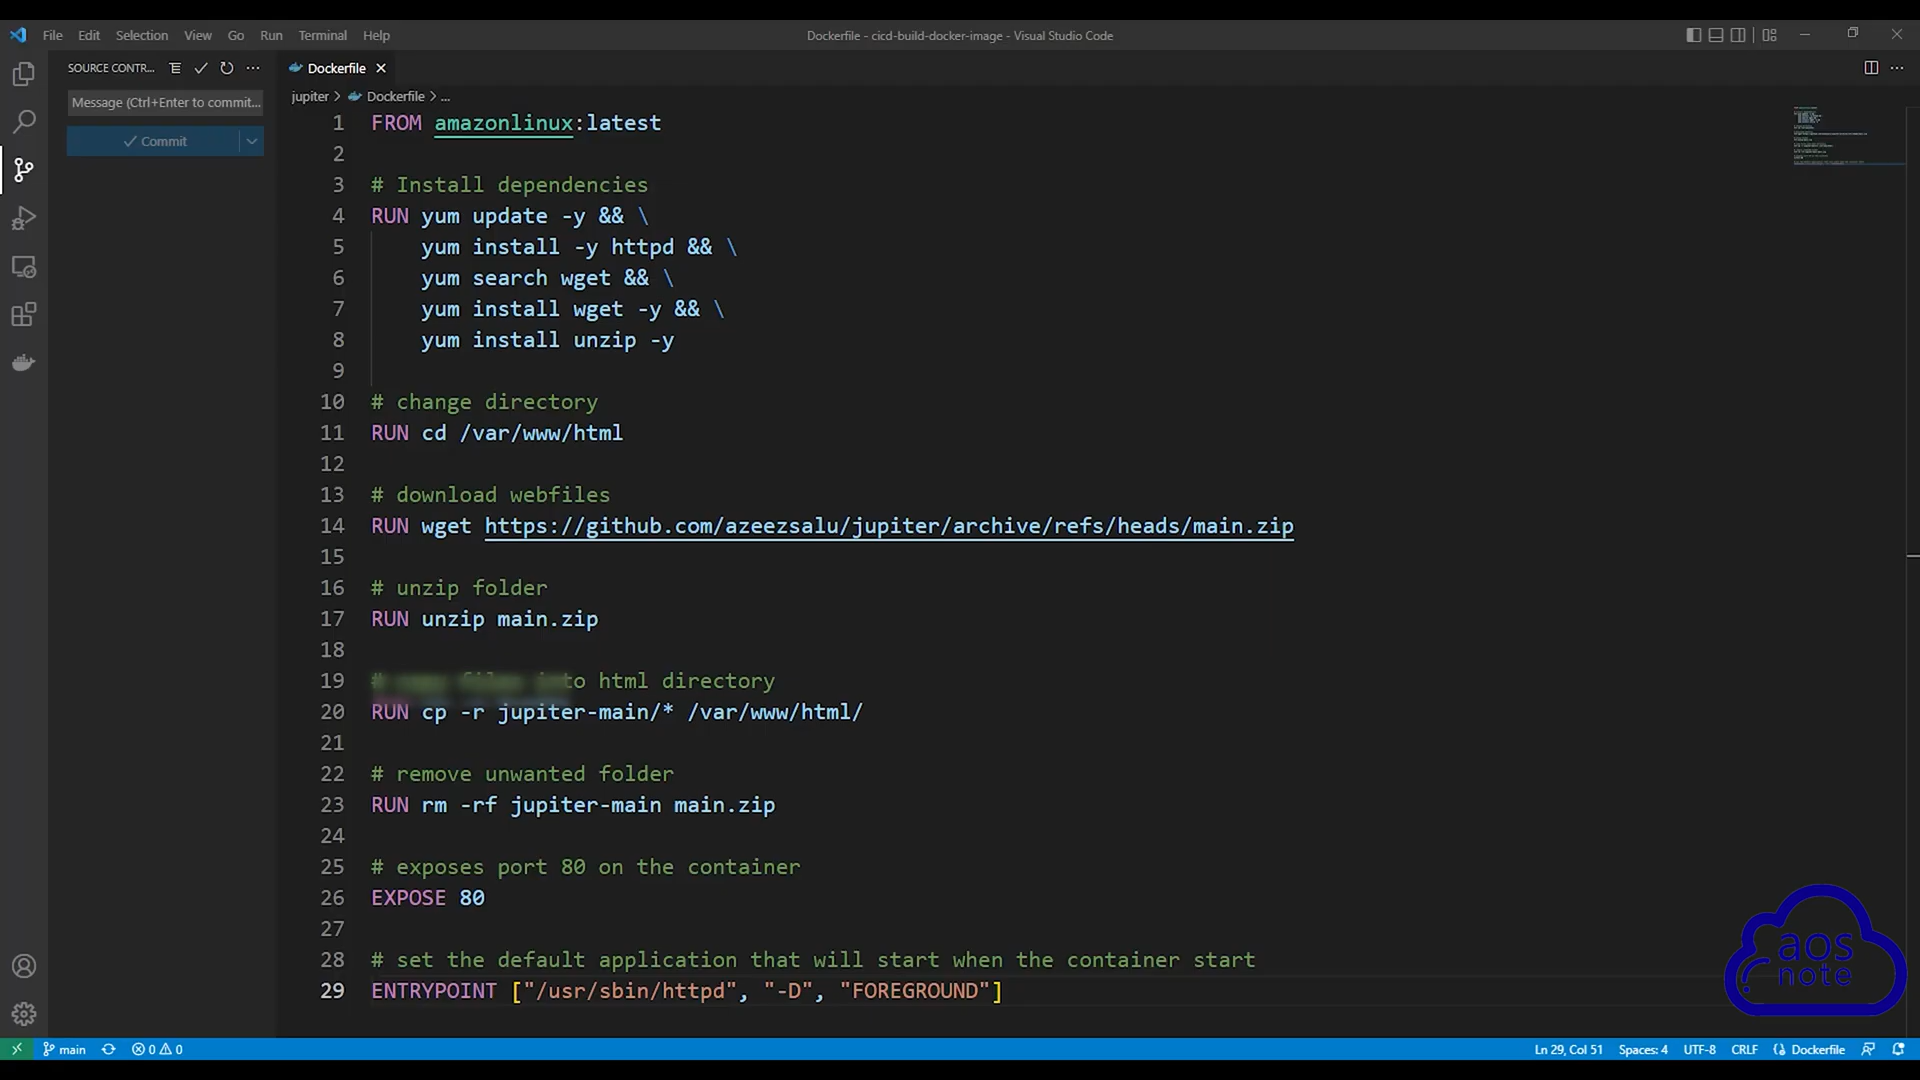 File Edit Selection View Go Run Terminal Help
Dockerfile - cicd-build-docker-image - Visual Studio Code
SOURCE CONTR...
Dockerfile
Message (Ctrl+Enter to commit...
jupiter > Dockerfile > ...
Commit
1 FROM amazonlinux:latest
2
3 # Install dependencies
4 RUN yum update -y && \
5 yum install -y httpd && \
6 yum search wget && \
7 yum install wget -y && \
8 yum install unzip -y
9
10 # change directory
11 RUN cd /var/www/html
12
13 # download webfiles
14 RUN wget https://github.com/azeezsalu/jupiter/archive/refs/heads/main.zip
15
16 # unzip folder
17 RUN unzip main.zip
18
19 html directory
20 RUN cp -r jupiter-main/* /var/www/html/
21
22 # remove unwanted folder
23 RUN rm -rf jupiter-main main.zip
24
25 # exposes port 80 on the container
26 EXPOSE 80
27
28 # set the default application that will start when the container start
29 ENTRYPOINT ["/usr/sbin/httpd", "-D", "FOREGROUND"]
aos
note
main 0 0
Ln 29, Col 51 Spaces: 4 UTF-8 CRLF Dockerfile